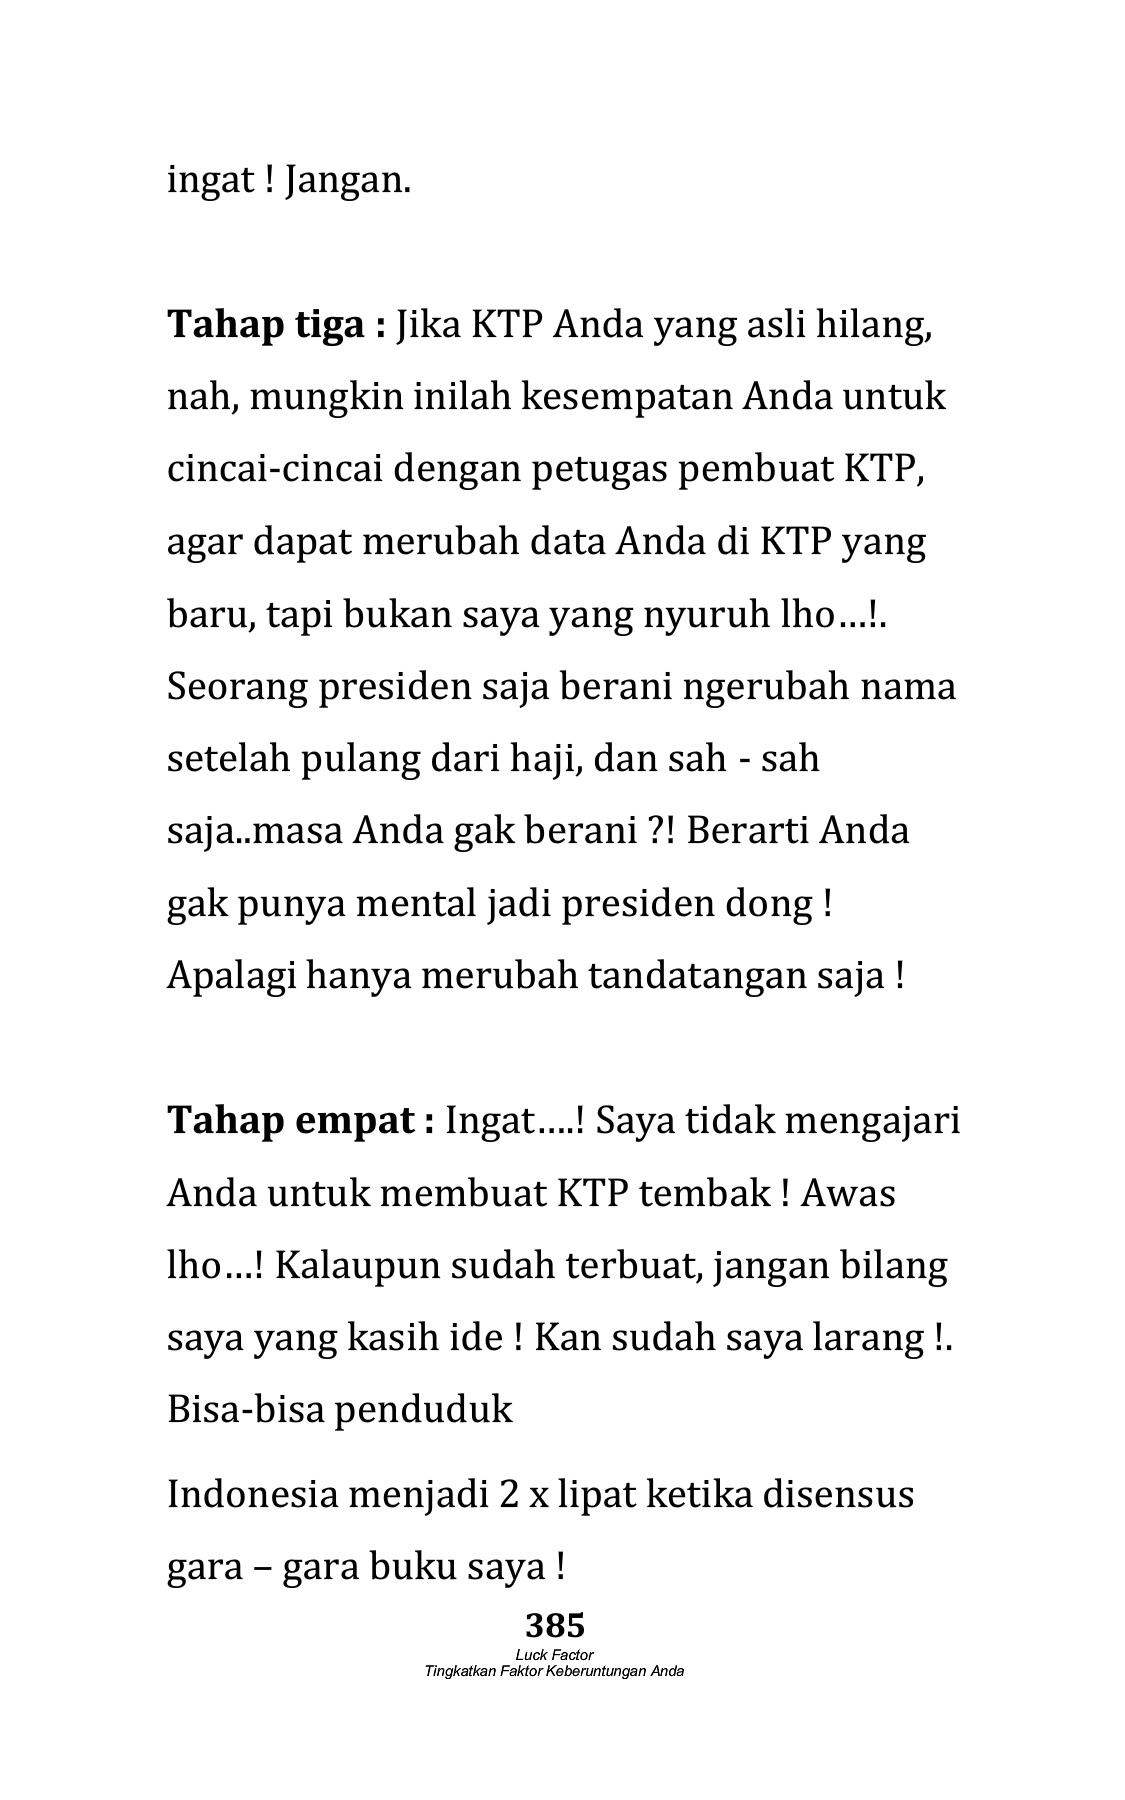 ingat ! Jangan.
Tahap tiga : Jika KTP Anda yang asli hilang,
nah, mungkin inilah kesempatan Anda untuk
cincai-cincai dengan petugas pembuat KTP,
agar dapat merubah data Anda di KTP yang
baru, tapi bukan saya yang nyuruh lho...!.
Seorang presiden saja berani ngerubah nama
setelah pulang dari haji, dan sah - sah
saja..masa Anda gak berani ?! Berarti Anda
gak punya mental jadi presiden dong !
Apalagi hanya merubah tandatangan saja !
Tahap empat : Ingat....! Saya tidak mengajari
Anda untuk membuat KTP tembak ! Awas
lho...! Kalaupun sudah terbuat, jangan bilang
saya yang kasih ide ! Kan sudah saya larang !.
Bisa-bisa penduduk
Indonesia menjadi 2 x lipat ketika disensus
gara – gara buku saya !
385
Luck Factor
Tingkatkan Faktor Keberuntungan Anda